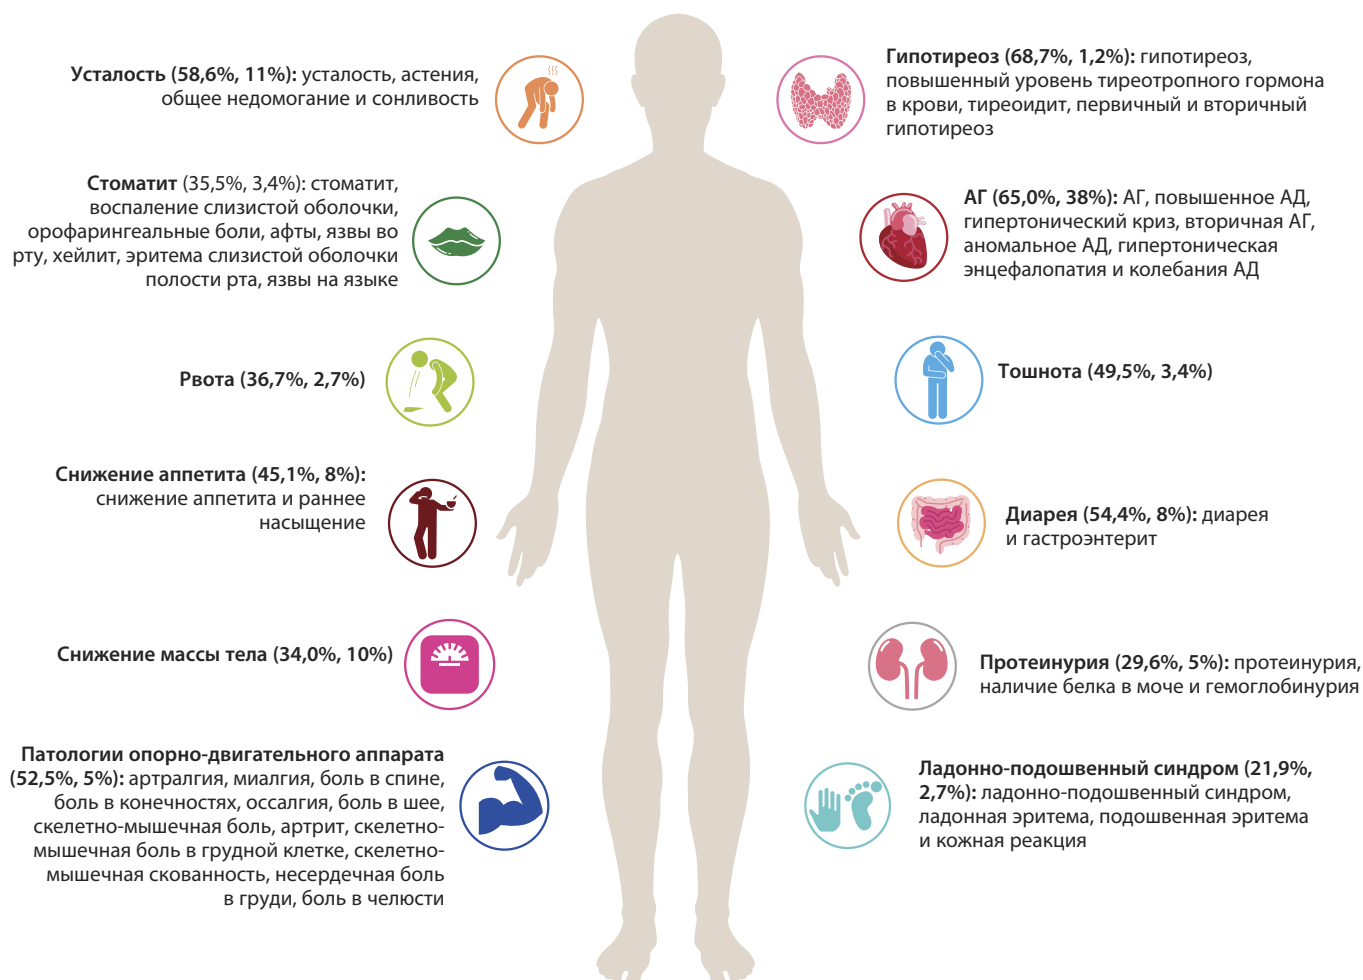 Усталость (58,6%, 11%): усталость, астения,
общее недомогание и сонливость
Стоматит (35,5%, 3,4%): стоматит,
воспаление слизистой оболочки,
орофарингеальные боли, афты, язвы во
рту, хейлит, эритема слизистой оболочки
полости рта, язвы на языке
Рвота (36,7%, 2,7%)
Снижение аппетита (45,1%, 8%):
снижение аппетита и раннее
насыщение
Снижение массы тела (34,0%, 10%)
Патологии опорно-двигательного аппарата
(52,5%, 5%): артралгия, миалгия, боль в спине,
боль в конечностях, оссалгия, боль в шее,
скелетно-мышечная боль, артрит, скелетно-
мышечная боль в грудной клетке, скелетно-
мышечная скованность, несердечная боль
в груди, боль в челюсти
Гипотиреоз (68,7%, 1,2%): гипотиреоз,
повышенный уровень тиреотропного гормона
в крови, тиреоидит, первичный и вторичный
гипотиреоз
АГ (65,0%, 38%): АГ, повышенное АД,
гипертонический криз, вторичная АГ,
аномальное АД, гипертоническая
энцефалопатия и колебания АД
Тошнота (49,5%, 3,4%)
Диарея (54,4%, 8%): диарея
и гастроэнтерит
Протеинурия (29,6%, 5%): протеинурия,
наличие белка в моче и гемоглобинурия
Ладонно-подошвенный синдром (21,9%,
2,7%): ладонно-подошвенный синдром,
ладонная эритема, подошвенная эритема
и кожная реакция